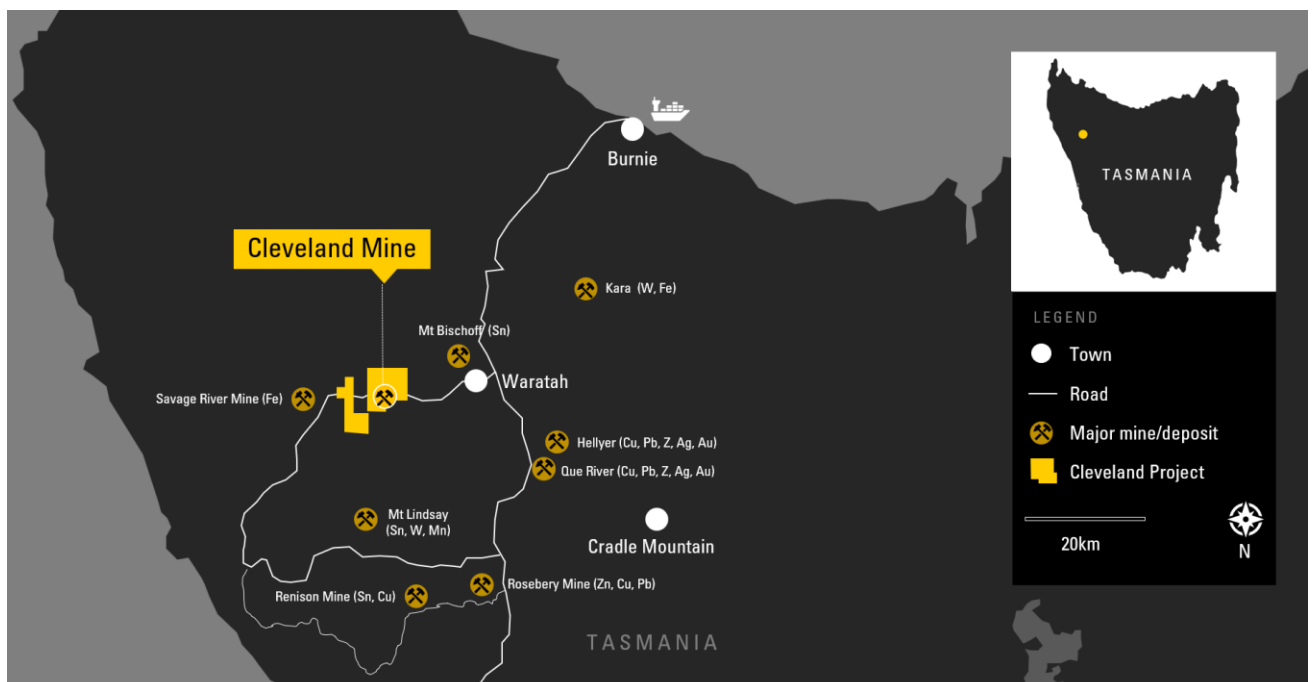 Burnie
Cleveland Mine
Kara (W, Fe)
Mt Bischoff (Sn)
Waratah
Savage River Mine (Fe)
Hellyer (Cu, Pb, Z, Ag, Au)
Que River (Cu, Pb, Z, Ag, Au)
Mt Lindsay
(Sn, W, Mn)
Cradle Mountain
Rosebery Mine (Zn, Cu, Pb)
Renison Mine (Sn, Cu)
TASMANIA
TASMANIA
LEGEND
Town
Road
Major mine/deposit
Cleveland Project
20km
N